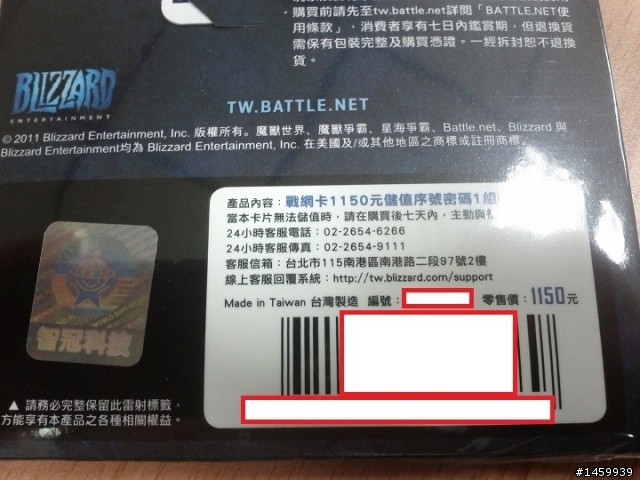 購買前請先至tw.battle.net詳閱「BATTLE.NET使
用條款」，消費者享有七日內鑑賞期，但退換貨
需保有包裝完整及購買憑證。一經拆封恕不退換
貨。
BLIZZARD
ENTERTAINMENT
TW.BATTLE.NET
© 2011 Blizzard Entertainment, Inc. 版權所有。魔獸世界、魔獸爭霸、星海爭霸、Battle.net、Blizzard 與
Blizzard Entertainment均為 Blizzard Entertainment, Inc. 在美國及/或其他地區之商標或註冊商標。
產品內容：戰網卡1150元儲值序號密碼1組
當本卡片無法儲值時，請在購買後七天內，主動與
24小時客服電話：02-2654-6266
24小時客服傳真：02-2654-9111
客服信箱：台北市115南港區南港路二段97號2樓
線上客服回覆系統：http://tw.blizzard.com/support
Made in Taiwan 台灣製造 編號：
零售價：1150元
智冠科技
▲ 請務必完整保留此雷射標籤，
方能享有本產品之各種相關權益。
#1459939